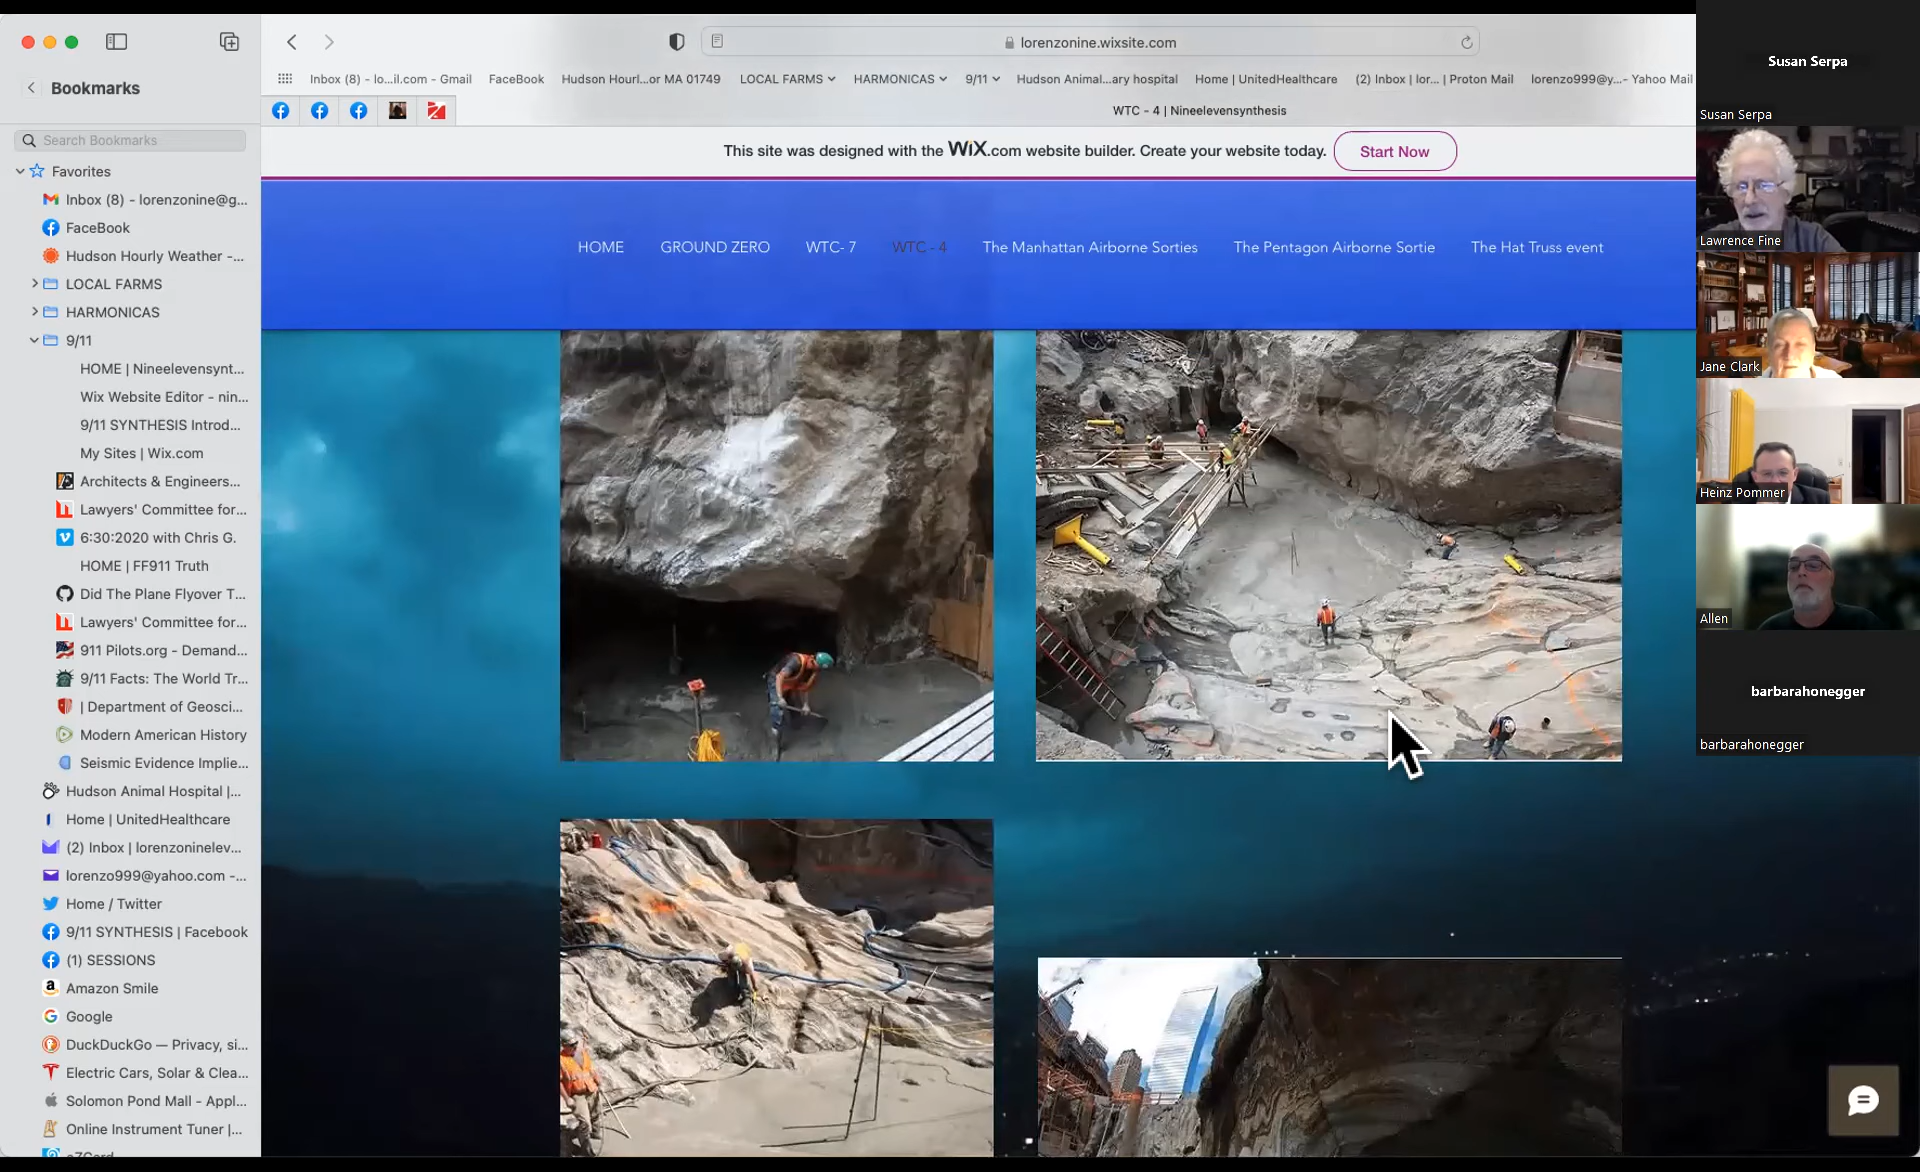 Bookmarks
Search Bookmarks
Favorites
Inbox (8) - lorenzonine@g...
FaceBook
Hudson Hourly Weather -...
LOCAL FARMS
HARMONICAS
9/11
HOME | Nineelevensynt...
Wix Website Editor - nin...
9/11 SYNTHESIS Introd...
My Sites | Wix.com
Architects & Engineers...
Lawyers' Committee for...
6:30:2020 with Chris G.
HOME | FF911 Truth
Did The Plane Flyover T...
Lawyers' Committee for...
911 Pilots.org - Demand...
9/11 Facts: The World Tr...
| Department of Geosci...
Modern American History
Seismic Evidence Implie...
Hudson Animal Hospital |...
Home | UnitedHealthcare
(2) Inbox | lorenzoninelev...
lorenzo999@yahoo.com -...
Home / Twitter
9/11 SYNTHESIS | Facebook
(1) SESSIONS
Amazon Smile
Google
DuckDuckGo — Privacy, si...
Electric Cars, Solar & Clea...
Solomon Pond Mall - Appl...
Online Instrument Tuner |...
lorenzonine.wixsite.com
Inbox (8) - lo...il.com - Gmail FaceBook Hudson Hourl...or MA 01749 LOCAL FARMS HARMONICAS 9/11 Hudson Animal...ary hospital Home | UnitedHealthcare (2) Inbox | lor... | Proton Mail lorenzo999@y...- Yahoo Mail
WTC - 4 | Nineelevensynthesis
This site was designed with the WiX.com website builder. Create your website today. Start Now
HOME GROUND ZERO WTC- 7 WTC - 4 The Manhattan Airborne Sorties The Pentagon Airborne Sortie The Hat Truss event
Susan Serpa
Susan Serpa
Lawrence Fine
Jane Clark
Heinz Pommer
Allen
barbarahonegger
barbarahonegger